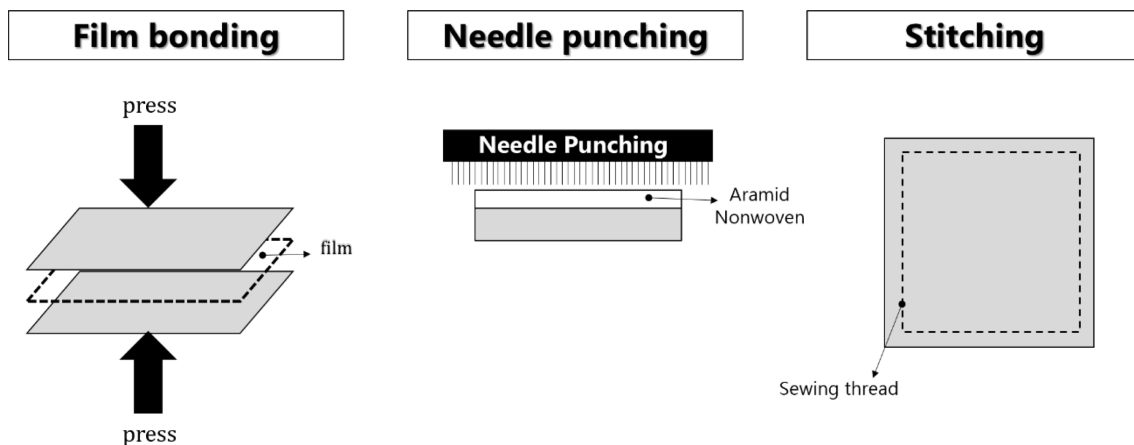 Film bonding
Needle punching
Stitching
press
film
press
Needle Punching
Aramid
Nonwoven
Sewing thread